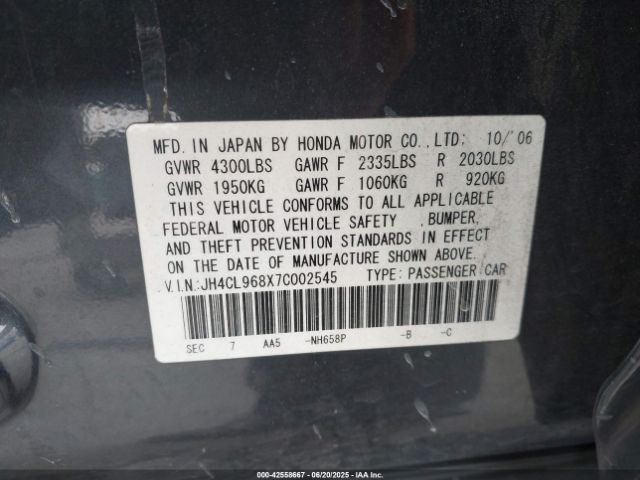 MFD. IN JAPAN BY HONDA MOTOR CO.,LTD: 10/'06
GVWR 4300LBS GAWR F 2335LBS R 2030LBS
GVWR 1950KG GAWR F 1060KG R 920KG
THIS VEHICLE CONFORMS TO ALL APPLICABLE
FEDERAL MOTOR VEHICLE SAFETY ,BUMPER,
AND THEFT PREVENTION STANDARDS IN EFFECT
ON THE DATE OF MANUFACTURE SHOWN ABOVE.
V.I.N.:JH4CL968X7C002545 TYPE: PASSENGER CAR
SEC 7 AA5 -NH658P -B -C
000-42558667 - 06/20/2025 - IAAI.COM